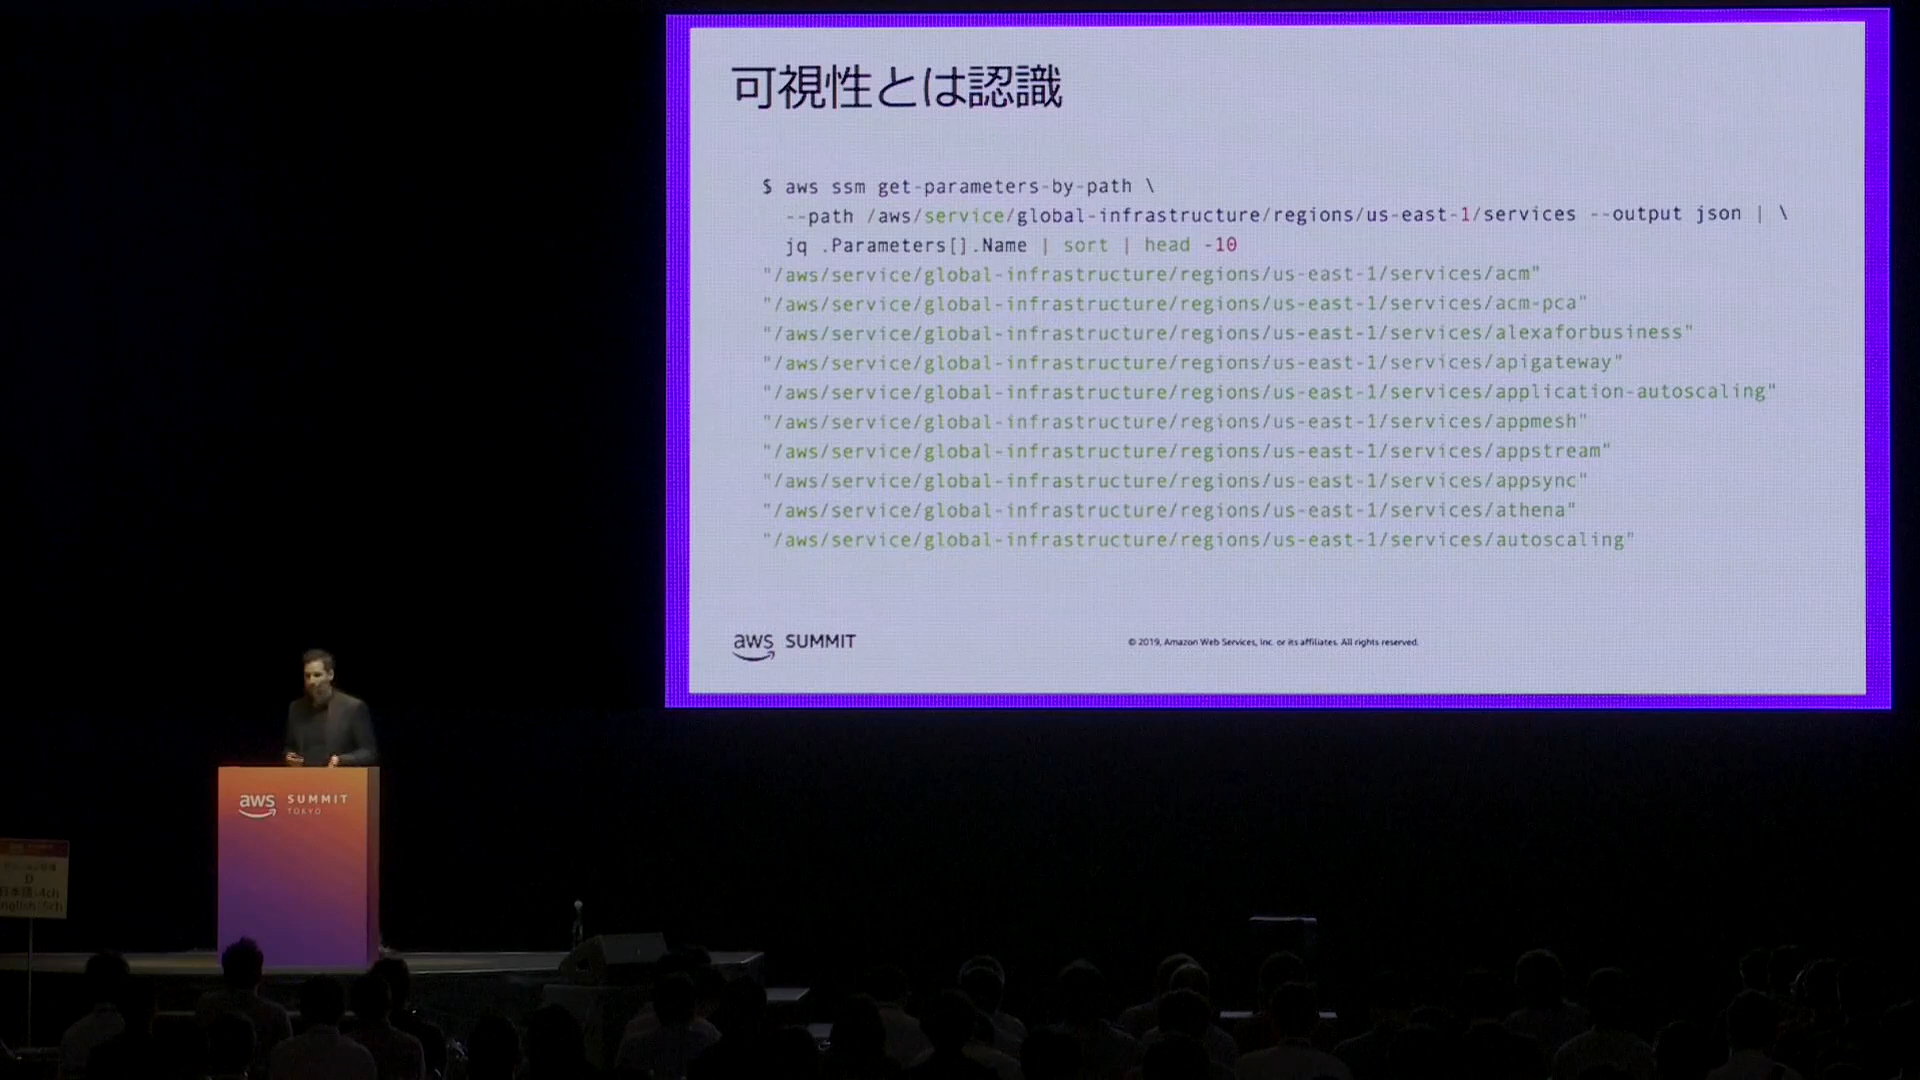 可視性とは認識
$ aws ssm get-parameters-by-path \
--path /aws/service/global-infrastructure/regions/us-east-1/services --output json | \
jq .Parameters[].Name | sort | head -10
"/aws/service/global-infrastructure/regions/us-east-1/services/acm"
"/aws/service/global-infrastructure/regions/us-east-1/services/acm-pca"
"/aws/service/global-infrastructure/regions/us-east-1/services/alexaforbusiness"
"/aws/service/global-infrastructure/regions/us-east-1/services/apigateway"
"/aws/service/global-infrastructure/regions/us-east-1/services/application-autoscaling"
"/aws/service/global-infrastructure/regions/us-east-1/services/appmesh"
"/aws/service/global-infrastructure/regions/us-east-1/services/appstream"
"/aws/service/global-infrastructure/regions/us-east-1/services/appsync"
"/aws/service/global-infrastructure/regions/us-east-1/services/athena"
"/aws/service/global-infrastructure/regions/us-east-1/services/autoscaling"
aws SUMMIT
© 2019, Amazon Web Services, Inc. or its affiliates. All rights reserved.
aws SUMMIT
TOKYO
日本語:4ch
English:5ch